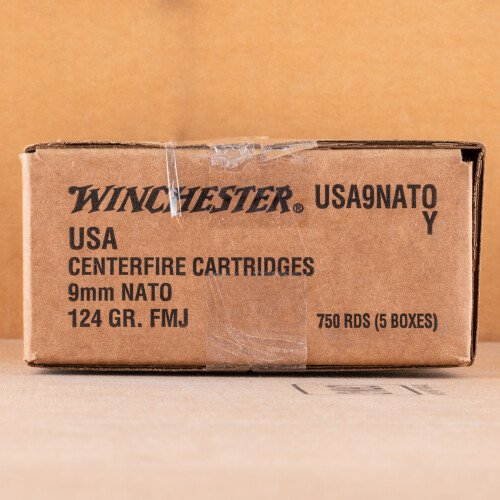 WINCHESTER® USA9NATO
Y
USA
CENTERFIRE CARTRIDGES
9mm NATO
124 GR. FMJ 750 RDS (5 BOXES)